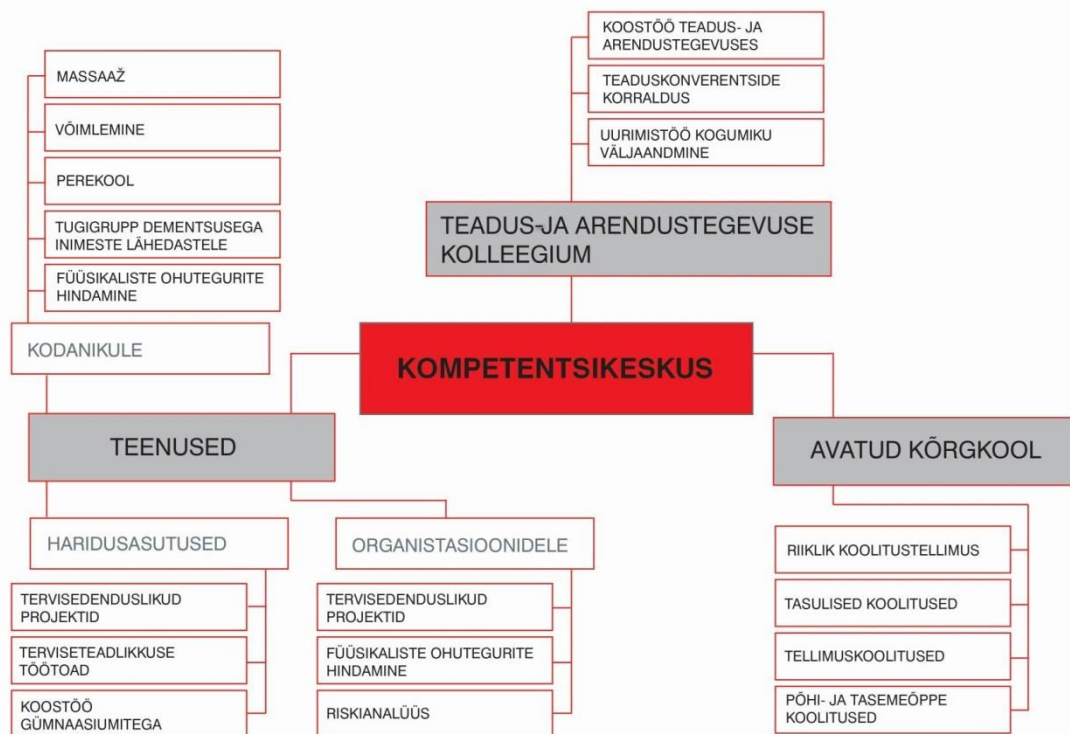 KOOSTÖÖ TEADUS- JA
ARENDUSTEGEVUSES
TEADUSKONVERENTSIDE
KORRALDUS
UURIMISTÖÖ KOGUMIKU
VÄLJAANDMINE
TEADUS-JA ARENDUSTEGEVUSE
KOLLEEGIUM
MASSAAŽ
VÕIMLEMINE
PEREKOOL
TUGIGRUPP DEMENTSUSEGA
INIMESTE LÄHEDASTELE
FÜÜSIKALISTE OHUTEGURITE
HINDAMINE
KODANIKULE
KOMPETENTSIKESKUS
TEENUSED
AVATUD KÕRGKOOL
HARIDUSASUTUSED
TERVISEDENDUSLIKUD
PROJEKTID
TERVISETEADLIKKUSE
TÖÖTOAD
KOOSTÖÖ
GÜMNAASIUMITEGA
ORGANISTASIOONIDELE
TERVISEDENDUSLIKUD
PROJEKTID
FÜÜSIKALISTE OHUTEGURITE
HINDAMINE
RISKIANALÜÜS
RIIKLIK KOOLITUSTELLIMUS
TASULISED KOOLITUSED
TELLIMUSKOOLITUSED
PÕHI- JA TASEMEÕPPE
KOOLITUSED